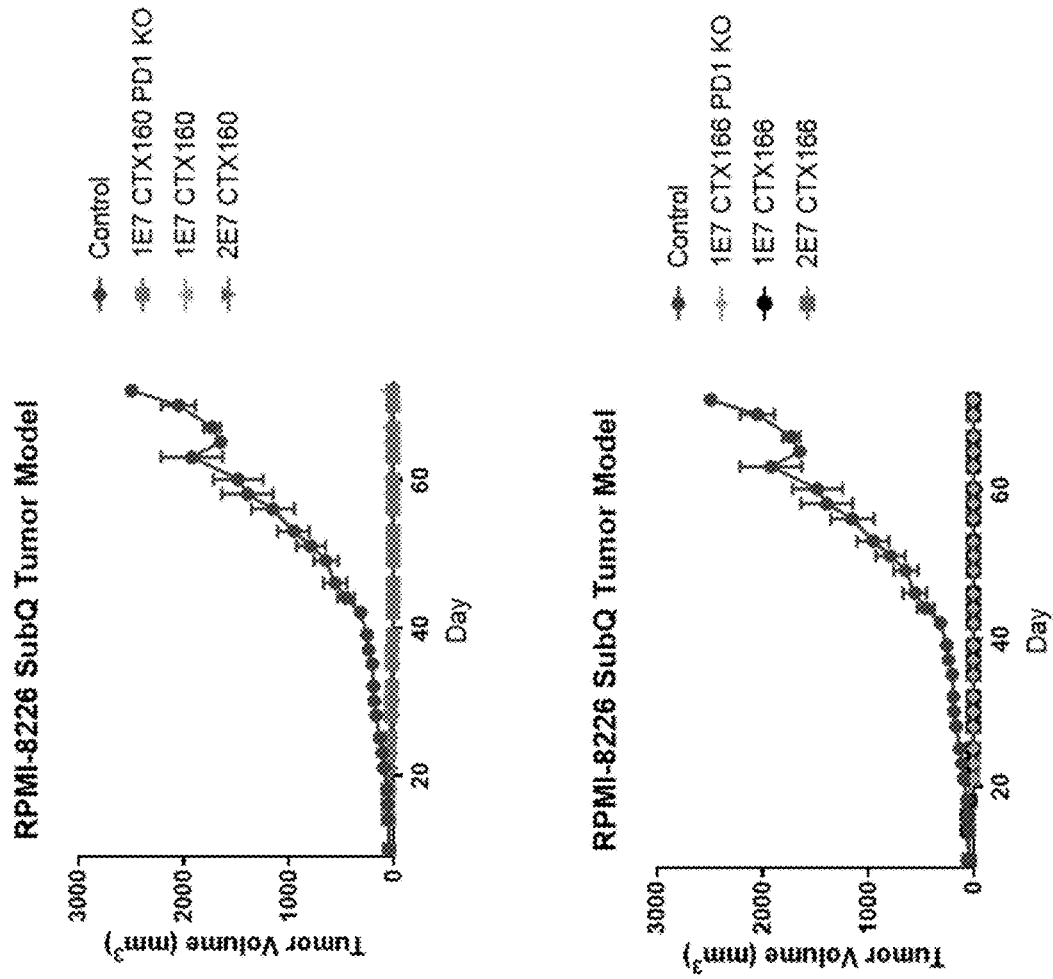 RPMI-8226 SubQ Tumor Model
Tumor Volume (mm³)
3000
2000
1000
0
20
40
60
Day
Control
1E7 CTX160 PD1 KO
1E7 CTX160
2E7 CTX160
RPMI-8226 SubQ Tumor Model
Tumor Volume (mm³)
3000
2000
1000
0
20
40
60
Day
Control
1E7 CTX166 PD1 KO
1E7 CTX166
2E7 CTX166